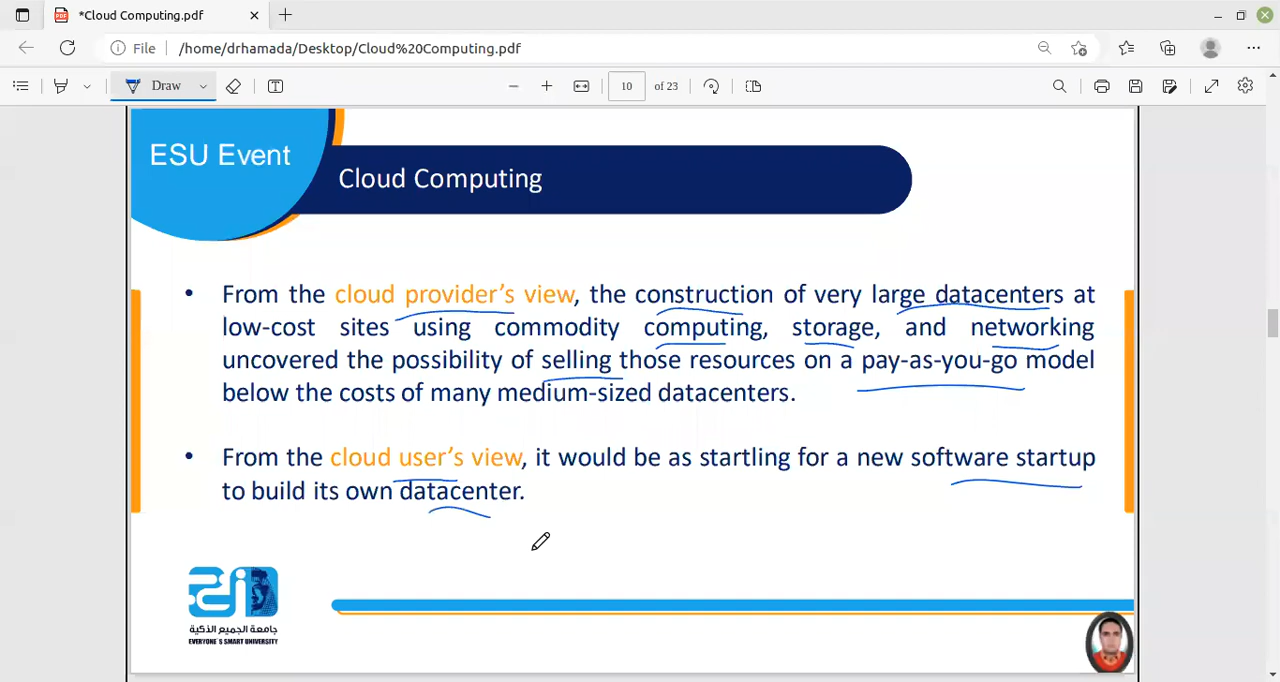 *Cloud Computing.pdf
File
/home/drhamada/Desktop/Cloud%20Computing.pdf
Draw
10 of 23
ESU Event
Cloud Computing
• From the cloud provider’s view, the construction of very large datacenters at
low-cost sites using commodity computing, storage, and networking
uncovered the possibility of selling those resources on a pay-as-you-go model
below the costs of many medium-sized datacenters.
• From the cloud user’s view, it would be as startling for a new software startup
to build its own datacenter.
جامعة الجميع الذكية
EVERYONE`S SMART UNIVERSITY